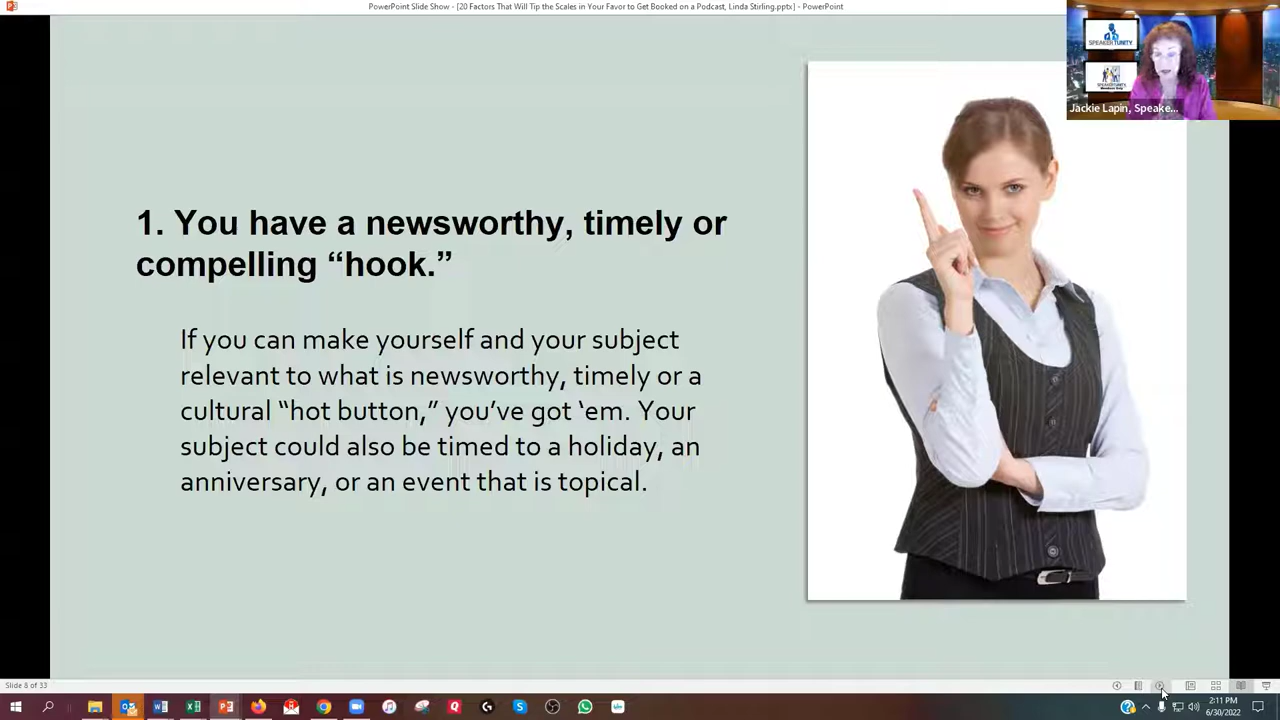 PowerPoint Slide Show - [20 Factors That Will Tip the Scales in Your Favor to Get Booked on a Podcast, Linda Stirling.pptx] - PowerPoint
SPEAKERTUNITY
SPEAKERTUNITY
Members Only
Jackie Lapin, Speake...
1. You have a newsworthy, timely or
compelling “hook.”
If you can make yourself and your subject
relevant to what is newsworthy, timely or a
cultural “hot button,” you’ve got ‘em. Your
subject could also be timed to a holiday, an
anniversary, or an event that is topical.
Slide 8 of 33
2:11 PM
6/30/2022